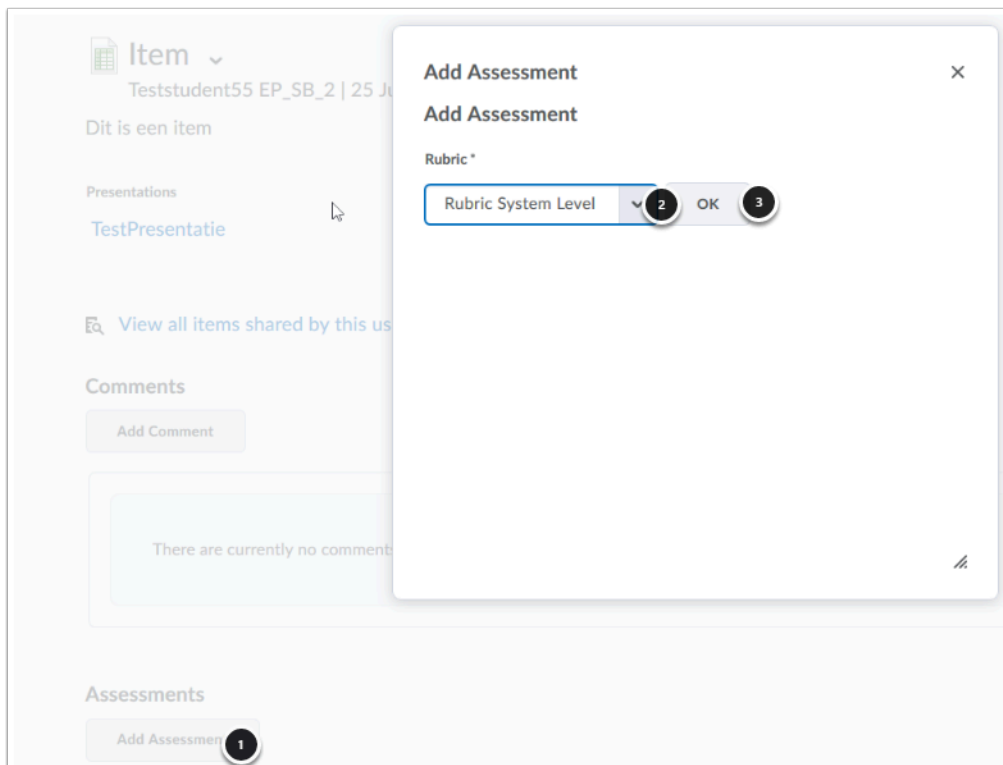 Item
Teststudent55 EP_SB_2 | 25
Dit is een item
Presentations
TestPresentatie
View all items shared by this us
Comments
Add Comment
There are currently no comment
Assessments
Add Assessmen
1
Add Assessment
Add Assessment
Rubric *
Rubric System Level 2 OK 3